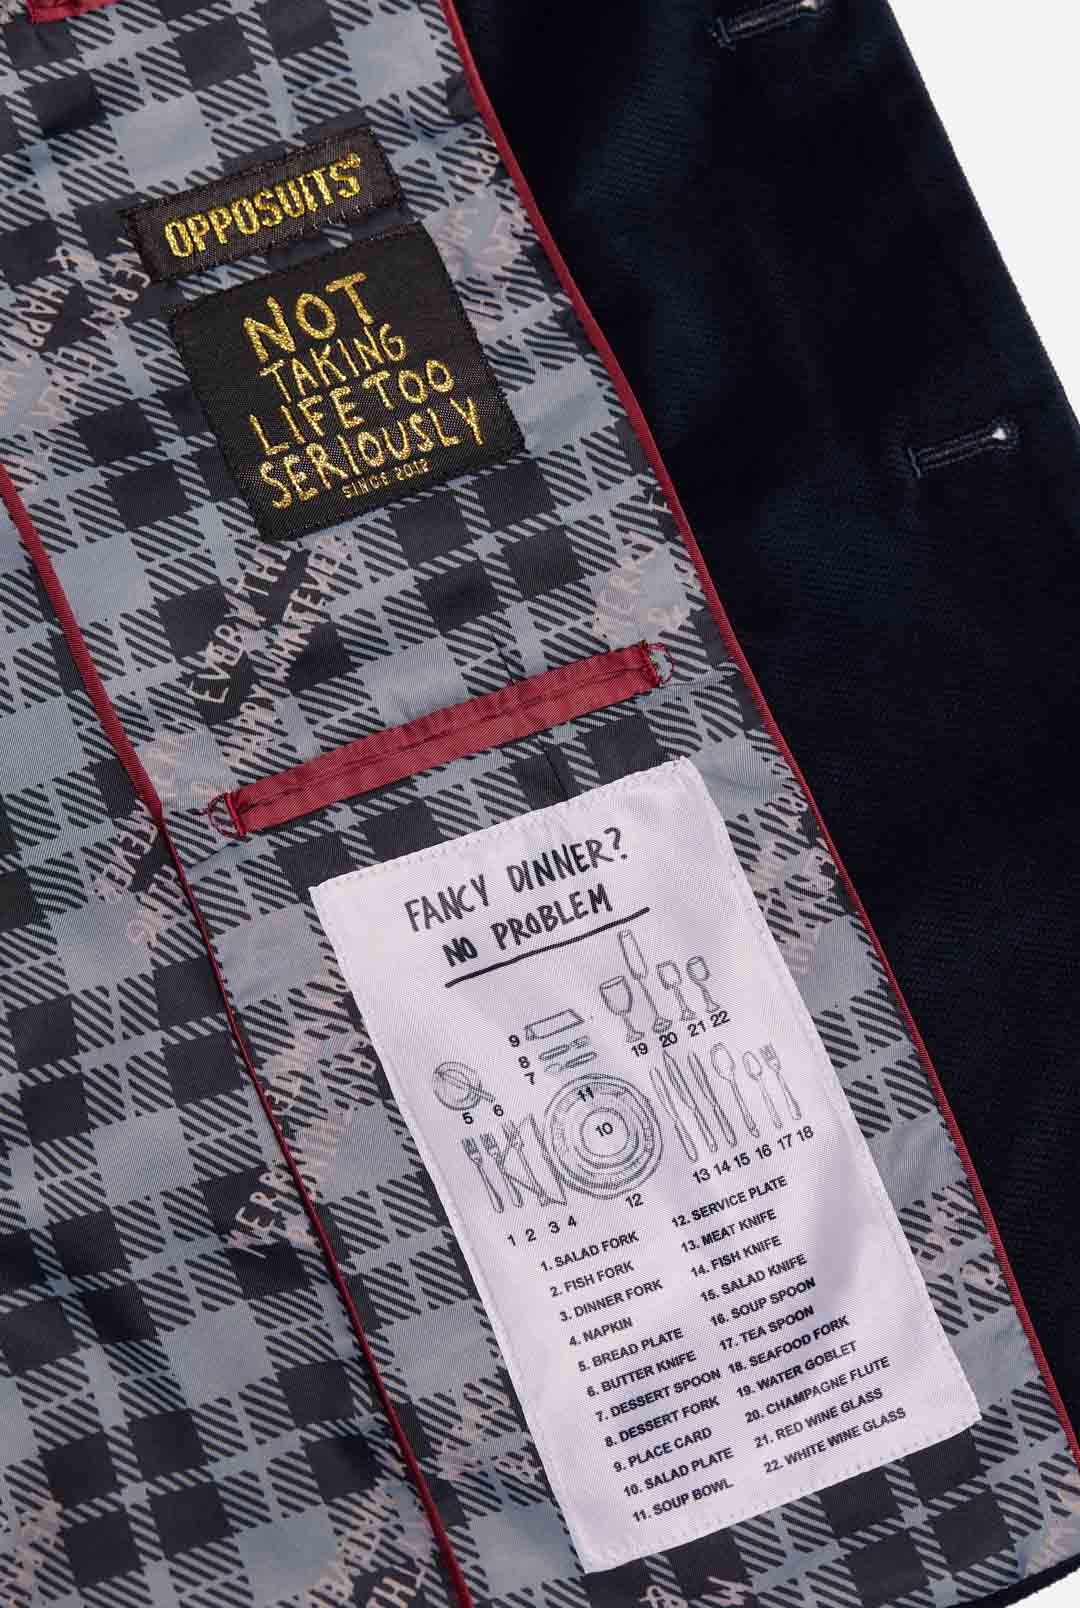 OPPOSUITS®
NOT
TAKING
LIFE TOO
SERIOUSLY
SINCE 2012
EVERY THI
HAPPY WINTEMER
MERRY
&
FANCY DINNER?
NO PROBLEM
9
8
7
19 20 21 22
5 6
11
10
12
13 14 15 16 17 18
1 2 3 4
1. SALAD FORK
2. FISH FORK
3. DINNER FORK
4. NAPKIN
5. BREAD PLATE
6. BUTTER KNIFE
7. DESSERT SPOON
8. DESSERT FORK
9. PLACE CARD
10. SALAD PLATE
11. SOUP BOWL
12. SERVICE PLATE
13. MEAT KNIFE
14. FISH KNIFE
15. SALAD KNIFE
16. SOUP SPOON
17. TEA SPOON
18. SEAFOOD FORK
19. WATER GOBLET
20. CHAMPAGNE FLUTE
21. RED WINE GLASS
22. WHITE WINE GLASS